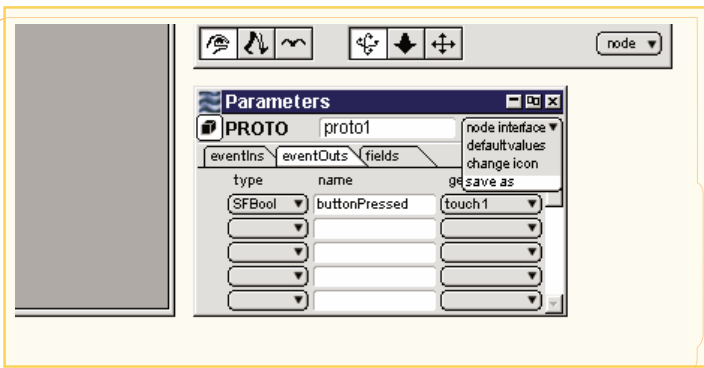 node
Parameters
PROTO proto1 node interface
default values
change icon
eventIns eventOuts fields
save as
type name
SFBool buttonPressed touch1